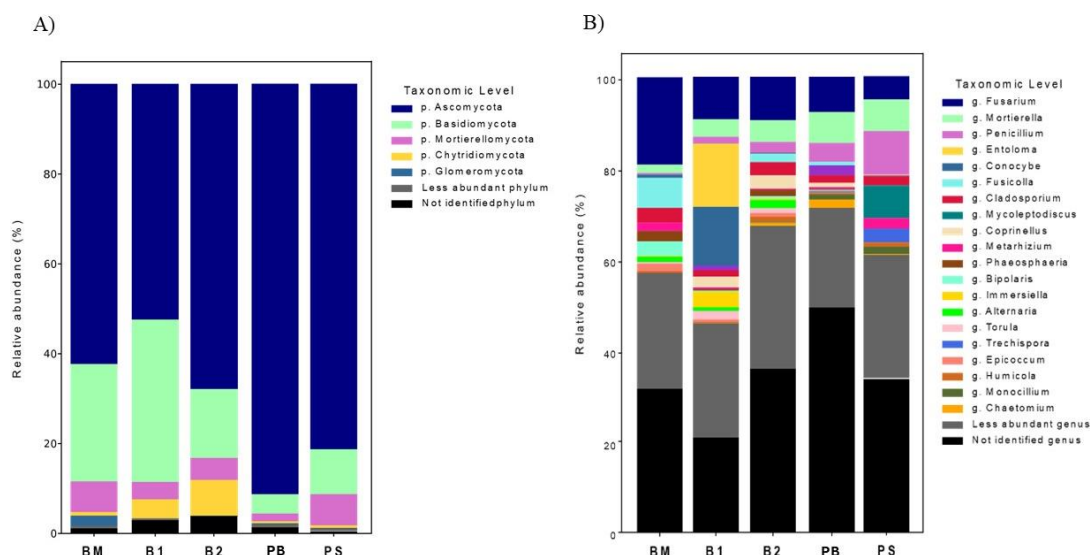 A)
Relative abundance (%)
100
80
60
40
20
0
BM B1 B2 PB PS
Taxonomic Level
p. Ascomycota
p. Basidiomycota
p. Mortierellomycota
p. Chytridiomycota
p. Glomeromycota
Less abundant phylum
Not identifiedphylum
B)
Relative abundance (%)
100
80
60
40
20
0
BM B1 B2 PB PS
Taxonomic Level
g. Fusarium
g. Mortierella
g. Penicillium
g. Entoloma
g. Conocybe
g. Fusicolla
g. Cladosporium
g. Mycoleptodiscus
g. Coprinellus
g. Metarhizium
g. Phaeosphaeria
g. Bipolaris
g. Immersiella
g. Alternaria
g. Torula
g. Trechispora
g. Epicoccum
g. Humicola
g. Monocillium
g. Chaetomium
Less abundant genus
Not identified genus